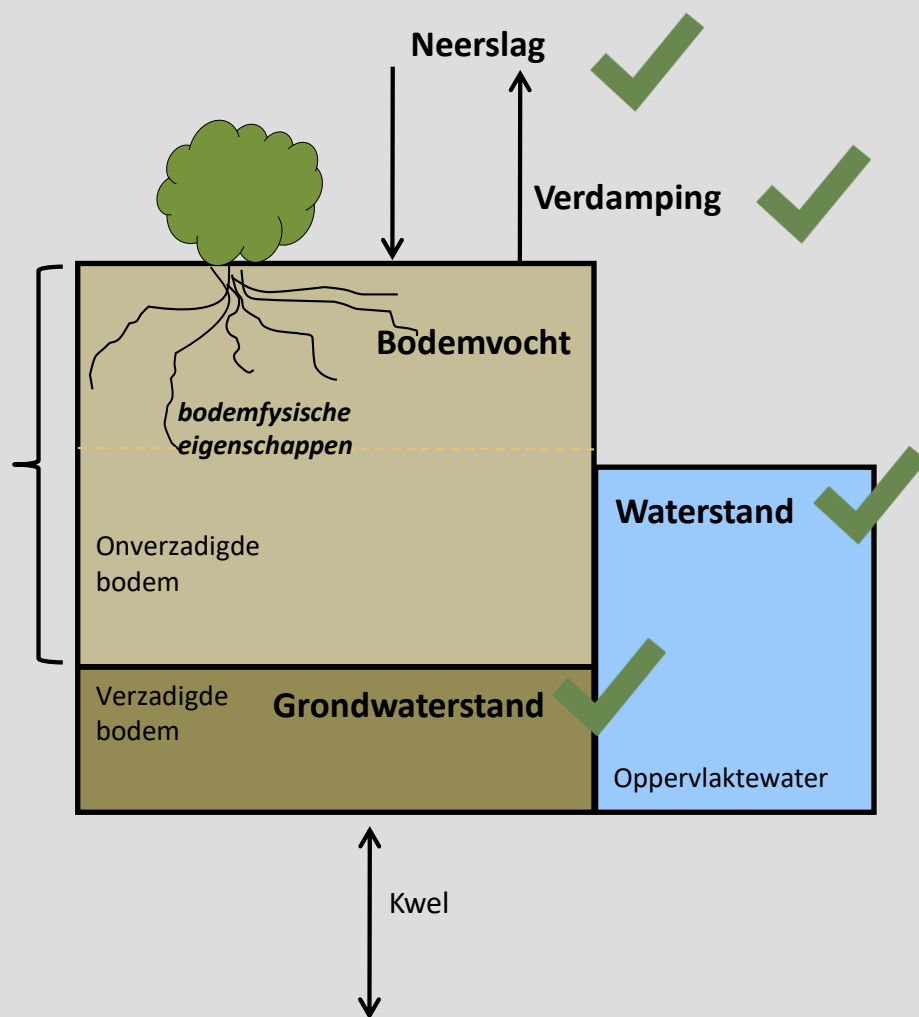 Neerslag
Verdamping
Bodemvocht
bodemfysische
eigenschappen
Waterstand
Onverzadigde
bodem
Verzadigde
bodem
Grondwaterstand
Oppervlaktewater
Kwel